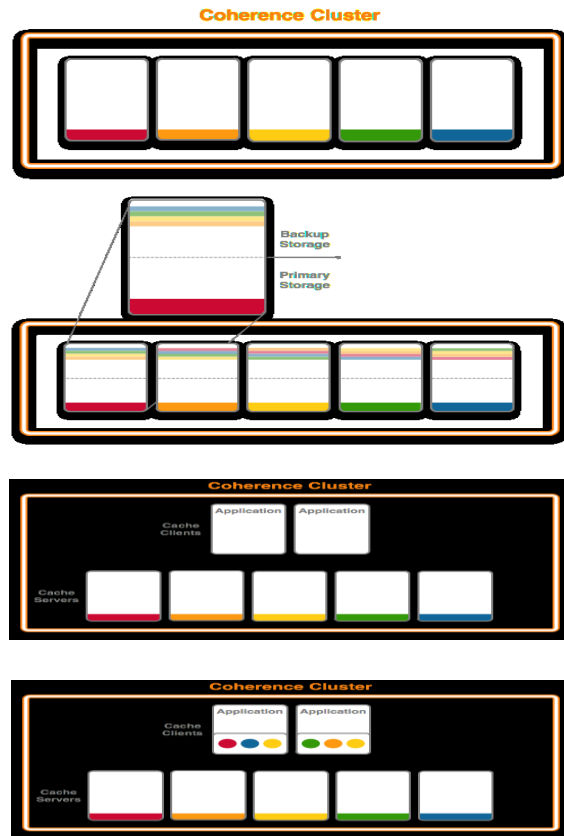 Coherence Cluster
Backup
Storage
Primary
Storage
Coherence Cluster
Application
Application
Cache
Clients
Cache
Servers
Coherence Cluster
Application
Application
Cache
Clients
Cache
Servers